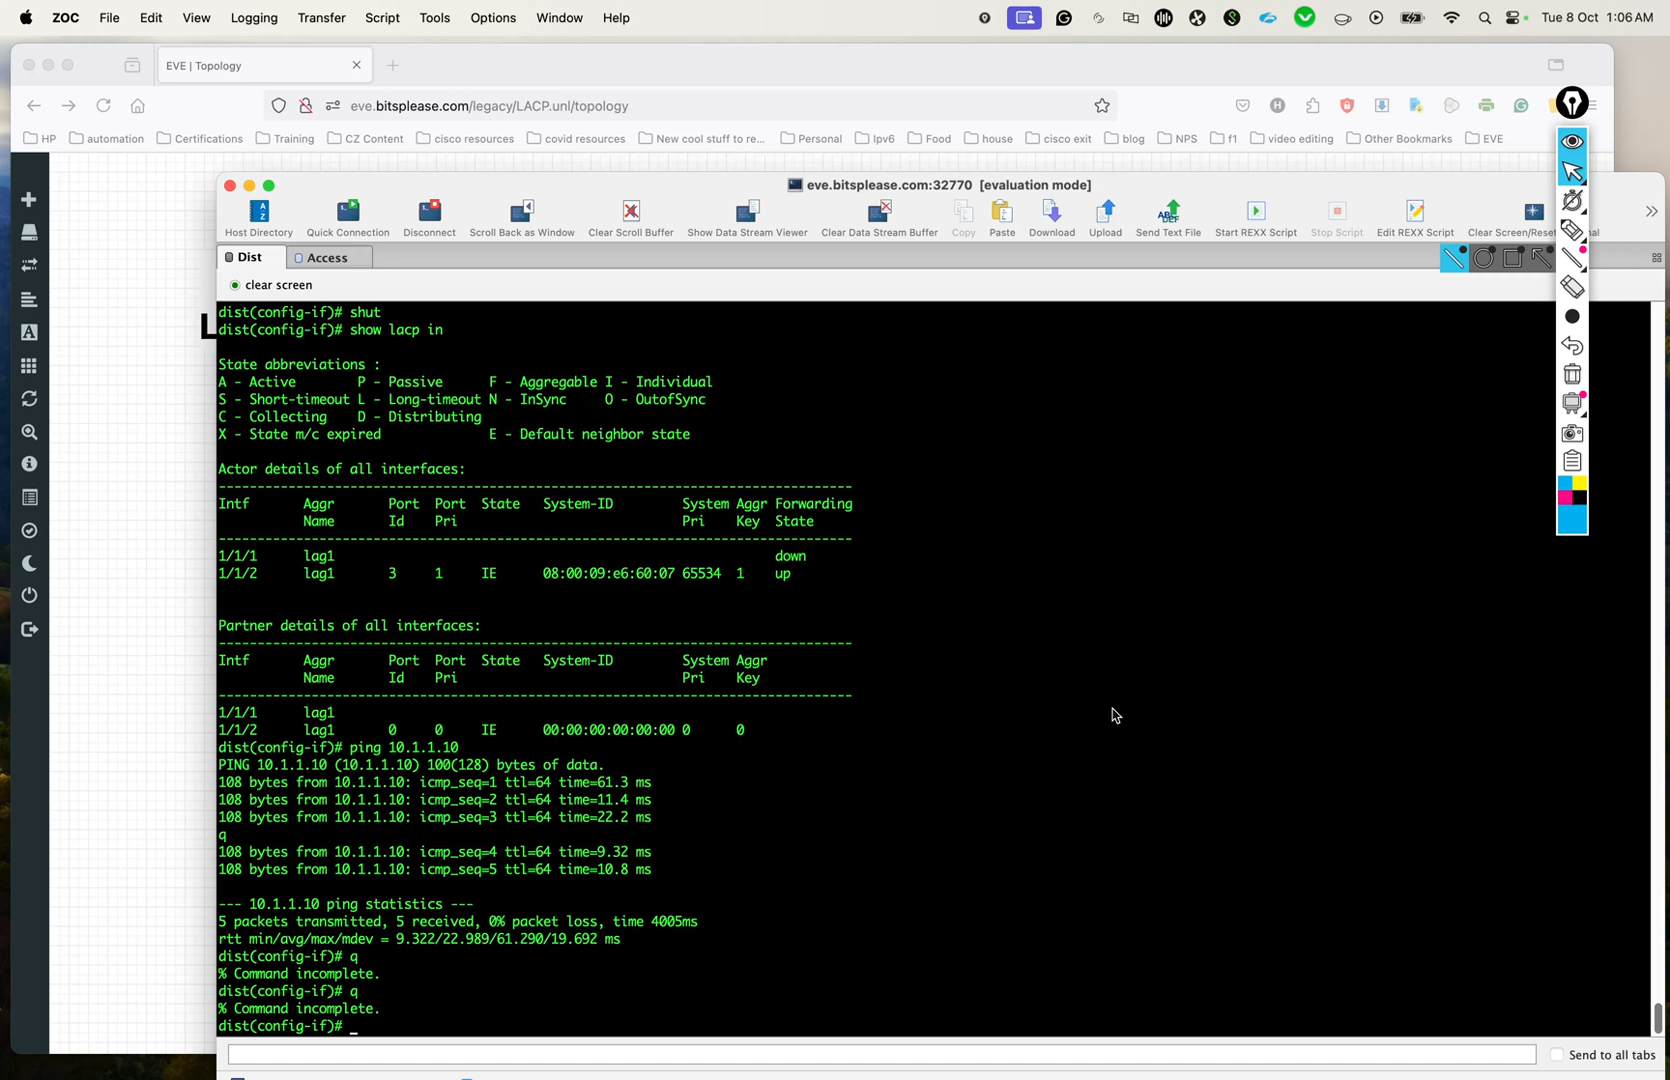 ZOC File Edit View Logging Transfer Script Tools Options Window Help Tue 8 Oct 1:06 AM
EVE | Topology
eve.bitsplease.com/legacy/LACP.unl/topology
HP automation Certifications Training CZ Content cisco resources covid resources New cool stuff to re... Personal Ipv6 Food house cisco exit blog NPS f1 video editing Other Bookmarks EVE
eve.bitsplease.com:32770 [evaluation mode]
Host Directory Quick Connection Disconnect Scroll Back as Window Clear Scroll Buffer Show Data Stream Viewer Clear Data Stream Buffer Copy Paste Download Upload Send Text File Start REXX Script Stop Script Edit REXX Script Clear Screen/Rese
Dist Access
clear screen
L
dist(config-if)# shut
dist(config-if)# show lacp in
State abbreviations :
A - Active P - Passive F - Aggregable I - Individual
S - Short-timeout L - Long-timeout N - InSync O - OutofSync
C - Collecting D - Distributing
X - State m/c expired E - Default neighbor state
Actor details of all interfaces:
--------------------------------------------------------------------------------
Intf Aggr Port Port State System-ID System Aggr Forwarding
Name Id Pri Pri Key State
--------------------------------------------------------------------------------
1/1/1 lag1 down
1/1/2 lag1 3 1 IE 08:00:09:e6:60:07 65534 1 up
Partner details of all interfaces:
--------------------------------------------------------------------------------
Intf Aggr Port Port State System-ID System Aggr
Name Id Pri Pri Key
--------------------------------------------------------------------------------
1/1/1 lag1
1/1/2 lag1 0 0 IE 00:00:00:00:00:00 0 0
dist(config-if)# ping 10.1.1.10
PING 10.1.1.10 (10.1.1.10) 100(128) bytes of data.
108 bytes from 10.1.1.10: icmp_seq=1 ttl=64 time=61.3 ms
108 bytes from 10.1.1.10: icmp_seq=2 ttl=64 time=11.4 ms
108 bytes from 10.1.1.10: icmp_seq=3 ttl=64 time=22.2 ms
q
108 bytes from 10.1.1.10: icmp_seq=4 ttl=64 time=9.32 ms
108 bytes from 10.1.1.10: icmp_seq=5 ttl=64 time=10.8 ms
--- 10.1.1.10 ping statistics ---
5 packets transmitted, 5 received, 0% packet loss, time 4005ms
rtt min/avg/max/mdev = 9.322/22.989/61.290/19.692 ms
dist(config-if)# q
% Command incomplete.
dist(config-if)# q
% Command incomplete.
dist(config-if)# _
Send to all tabs